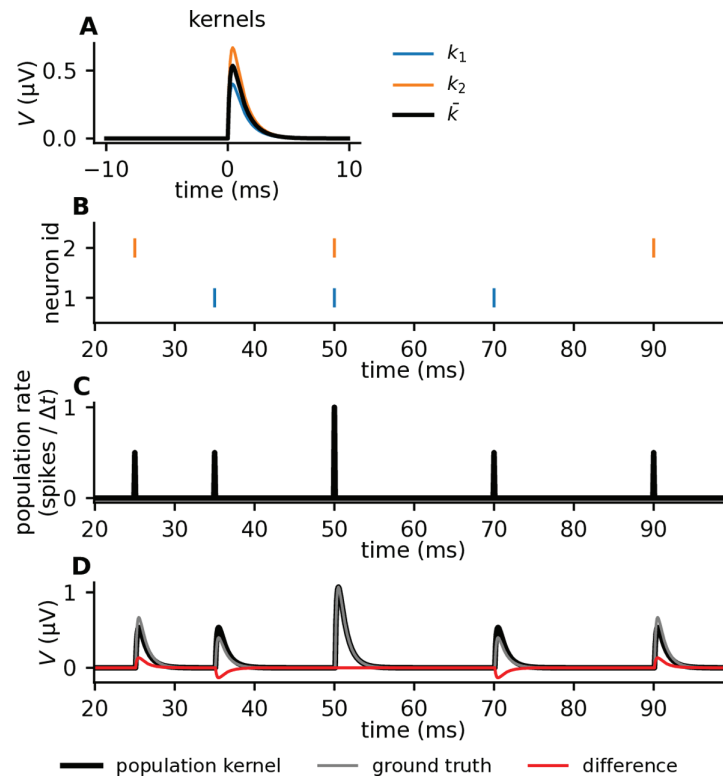 A
kernels
V (μV)
0.5
0.0
−10
0
10
time (ms)
k1
k2
k̄
B
neuron id
2
1
20 30 40 50 60 70 80 90
time (ms)
C
population rate
(spikes / Δt)
1
0
20 30 40 50 60 70 80 90
time (ms)
D
V (μV)
1
0
20 30 40 50 60 70 80 90
time (ms)
population kernel ground truth difference